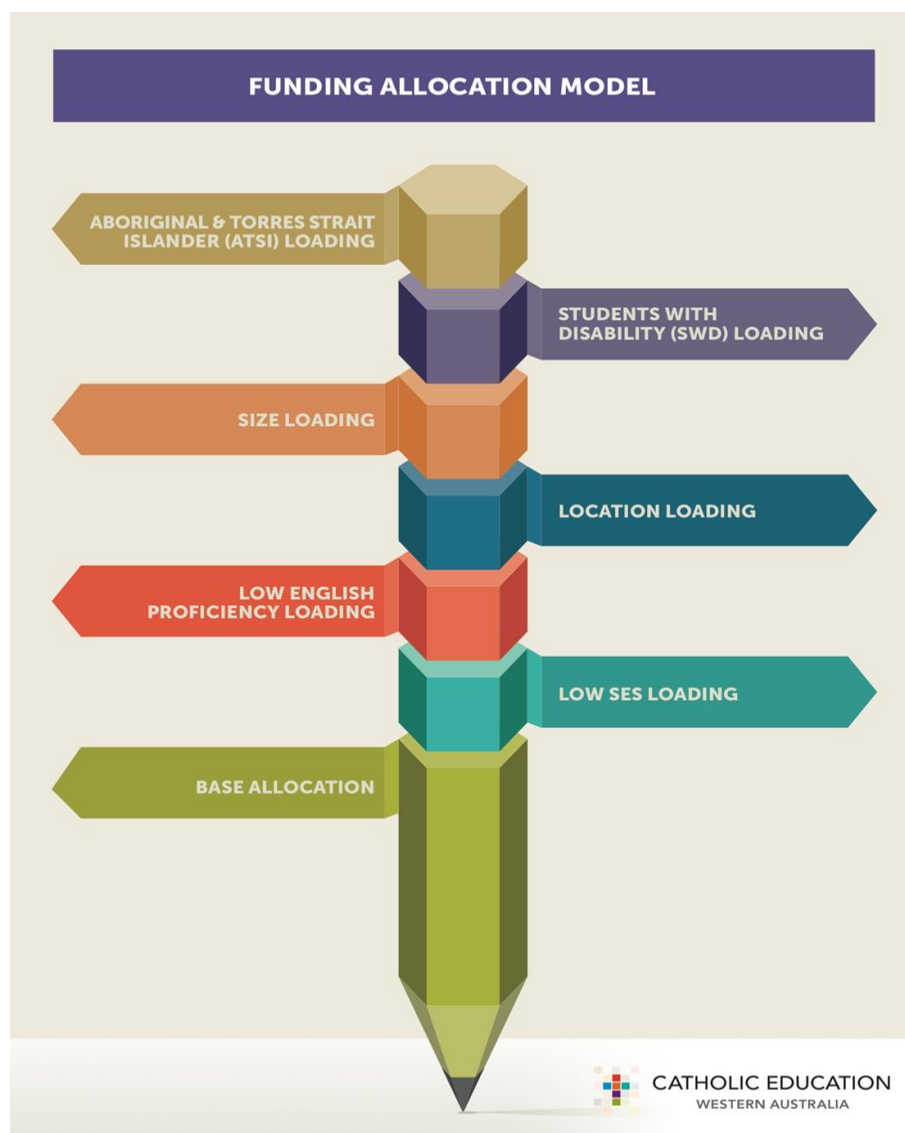 FUNDING ALLOCATION MODEL
ABORIGINAL & TORRES STRAIT
ISLANDER (ATSI) LOADING
STUDENTS WITH
DISABILITY (SWD) LOADING
SIZE LOADING
LOCATION LOADING
LOW ENGLISH
PROFICIENCY LOADING
LOW SES LOADING
BASE ALLOCATION
CATHOLIC EDUCATION
WESTERN AUSTRALIA